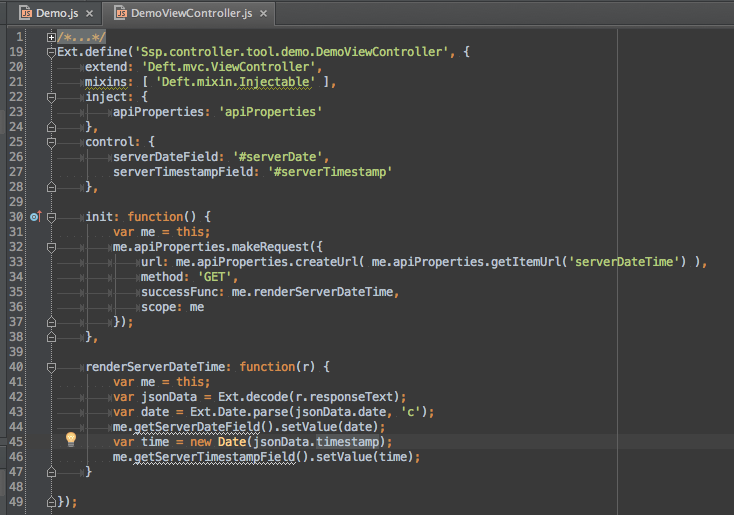 Demo.js × DemoViewController.js ×
1 /*...*/
19 Ext.define('Ssp.controller.tool.demo.DemoViewController', {
20 extend: 'Deft.mvc.ViewController',
21 mixins: [ 'Deft.mixin.Injectable' ],
22 inject: {
23 apiProperties: 'apiProperties'
24 },
25 control: {
26 serverDateField: '#serverDate',
27 serverTimestampField: '#serverTimestamp'
28 },
29
30 init: function() {
31 var me = this;
32 me.apiProperties.makeRequest({
33 url: me.apiProperties.createUrl( me.apiProperties.getItemUrl('serverDateTime') ),
34 method: 'GET',
35 successFunc: me.renderServerDateTime,
36 scope: me
37 });
38 },
39
40 renderServerDateTime: function(r) {
41 var me = this;
42 var jsonData = Ext.decode(r.responseText);
43 var date = Ext.Date.parse(jsonData.date, 'c');
44 me.getServerDateField().setValue(date);
45 var time = new Date(jsonData.timestamp);
46 me.getServerTimestampField().setValue(time);
47 }
48
49 });